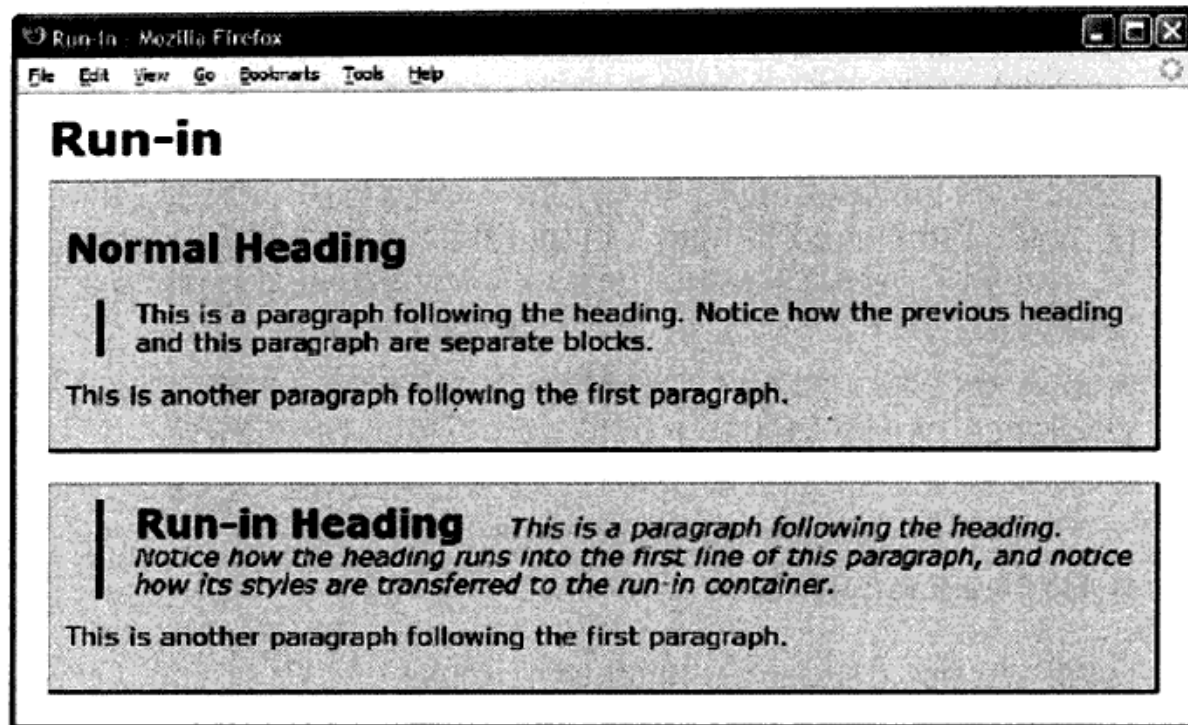 Run-In - Mozilla Firefox
File Edit View Go Bookmarks Tools Help
Run-in
Normal Heading
This is a paragraph following the heading. Notice how the previous heading
and this paragraph are separate blocks.
This is another paragraph following the first paragraph.
Run-in Heading This is a paragraph following the heading.
Notice how the heading runs into the first line of this paragraph, and notice
how its styles are transferred to the run-in container.
This is another paragraph following the first paragraph.